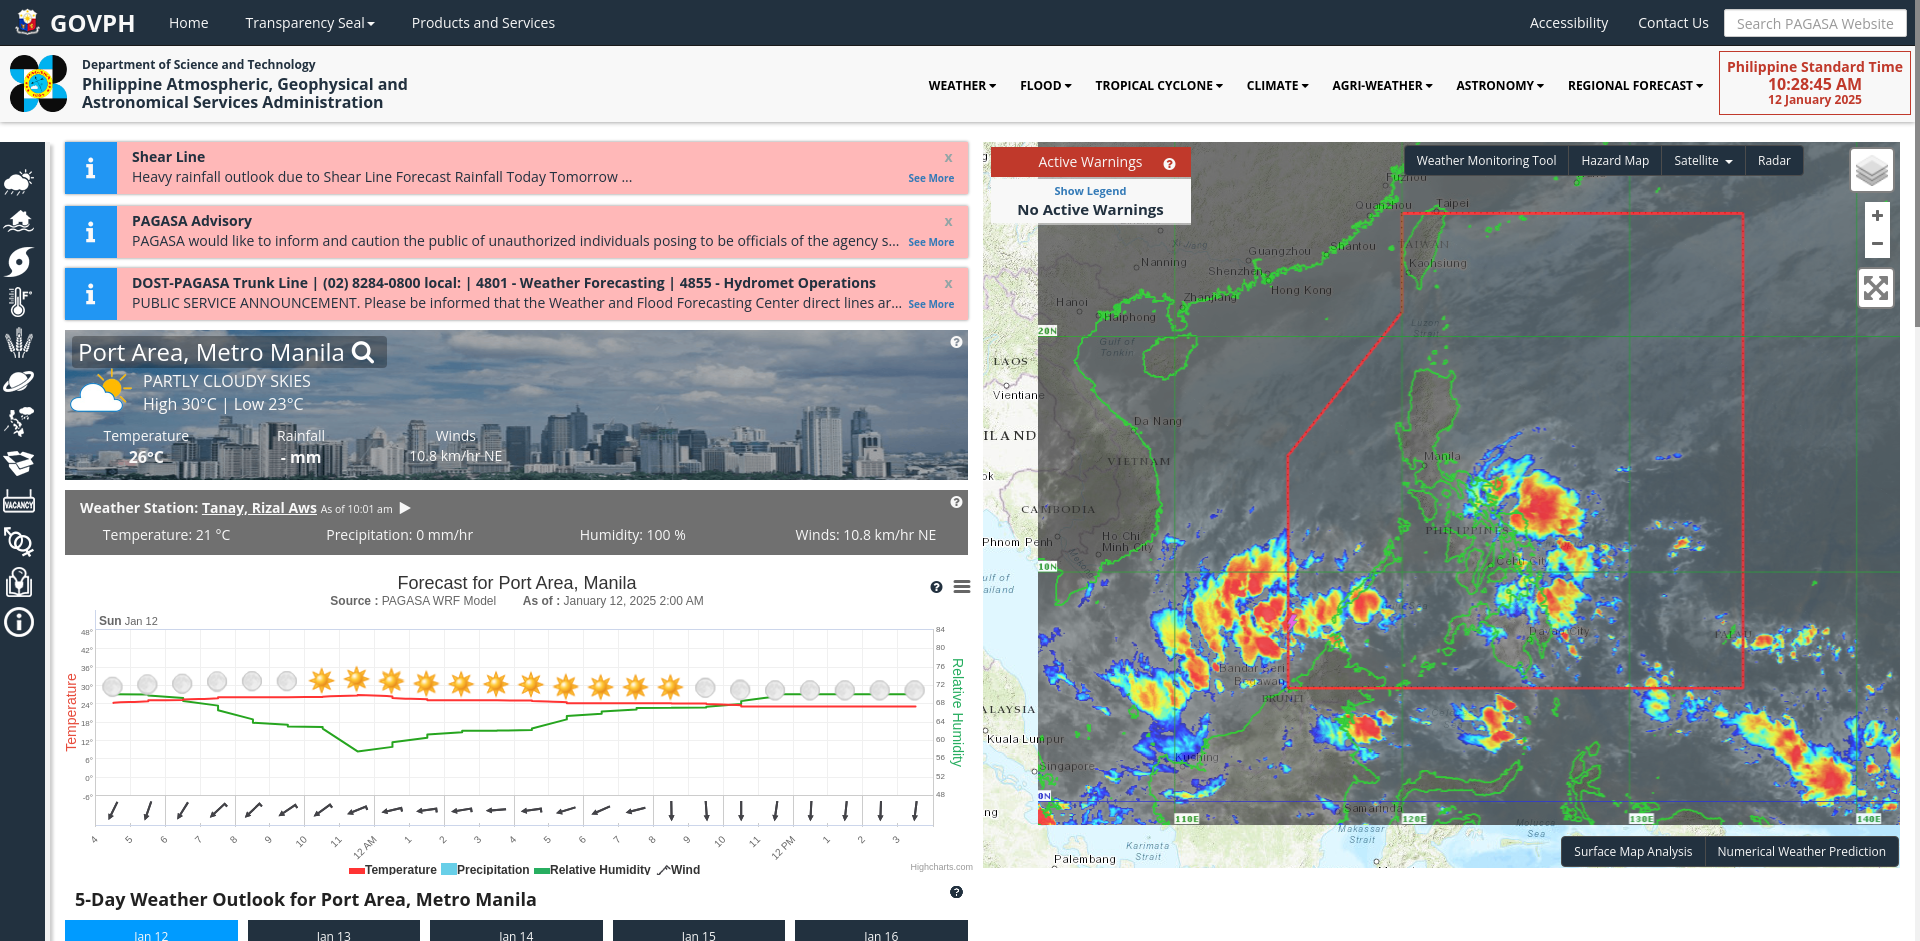 GOVPH
Home
Transparency Seal
Products and Services
Accessibility
Contact Us
Search PAGASA Website
Department of Science and Technology
Philippine Atmospheric, Geophysical and
Astronomical Services Administration
WEATHER
FLOOD
TROPICAL CYCLONE
CLIMATE
AGRI-WEATHER
ASTRONOMY
REGIONAL FORECAST
Philippine Standard Time
10:28:45 AM
12 January 2025
VACANCY
Shear Line
x
Heavy rainfall outlook due to Shear Line Forecast Rainfall Today Tomorrow ...
See More
PAGASA Advisory
x
PAGASA would like to inform and caution the public of unauthorized individuals posing to be officials of the agency s...
See More
DOST-PAGASA Trunk Line | (02) 8284-0800 local: | 4801 - Weather Forecasting | 4855 - Hydromet Operations
x
PUBLIC SERVICE ANNOUNCEMENT. Please be informed that the Weather and Flood Forecasting Center direct lines ar...
See More
Port Area, Metro Manila
PARTLY CLOUDY SKIES
High 30°C | Low 23°C
Temperature
Rainfall
Winds
26°C
- mm
10.8 km/hr NE
Weather Station: Tanay, Rizal Aws As of 10:01 am
Temperature: 21 °C
Precipitation: 0 mm/hr
Humidity: 100 %
Winds: 10.8 km/hr NE
Forecast for Port Area, Manila
Source : PAGASA WRF Model As of : January 12, 2025 2:00 AM
Sun Jan 12
Temperature
48°
42°
36°
30°
24°
18°
12°
6°
0°
-6°
84
80
76
72
68
64
60
56
52
48
Relative Humidity
4
5
6
7
8
9
10
11
12 AM
1
2
3
4
5
6
7
8
9
10
11
12 PM
1
2
3
Temperature
Precipitation
Relative Humidity
Wind
Highcharts.com
5-Day Weather Outlook for Port Area, Metro Manila
Jan 12
Jan 13
Jan 14
Jan 15
Jan 16
Active Warnings
Show Legend
No Active Warnings
Weather Monitoring Tool
Hazard Map
Satellite
Radar
+
−
Fuzhou
Quanzhou
Taipei
Guangzhou
Shantou
TAIWAN
Nanning
Shenzhen
Kaohsiung
Hong Kong
Hanoi
Zhanjiang
Haiphong
20N
Luzon
Strait
Gulf of
Tonkin
LAOS
Vientiane
Da Nang
ILAND
VIETNAM
Manila
ok
CAMBODIA
PHILIPPINES
Phnom Penh
Ho Chi
Minh City
Cebu City
10N
ulf of
ailand
Davao City
PALAU
Bandar Seri
Begawan
BRUNEI
ALAYSIA
Kuala Lumpur
Kuching
Singapore
0N
ng
Samarinda
110E
120E
130E
140E
Makassar
Strait
Molucca
Sea
Karimata
Strait
Palembang
Surface Map Analysis
Numerical Weather Prediction